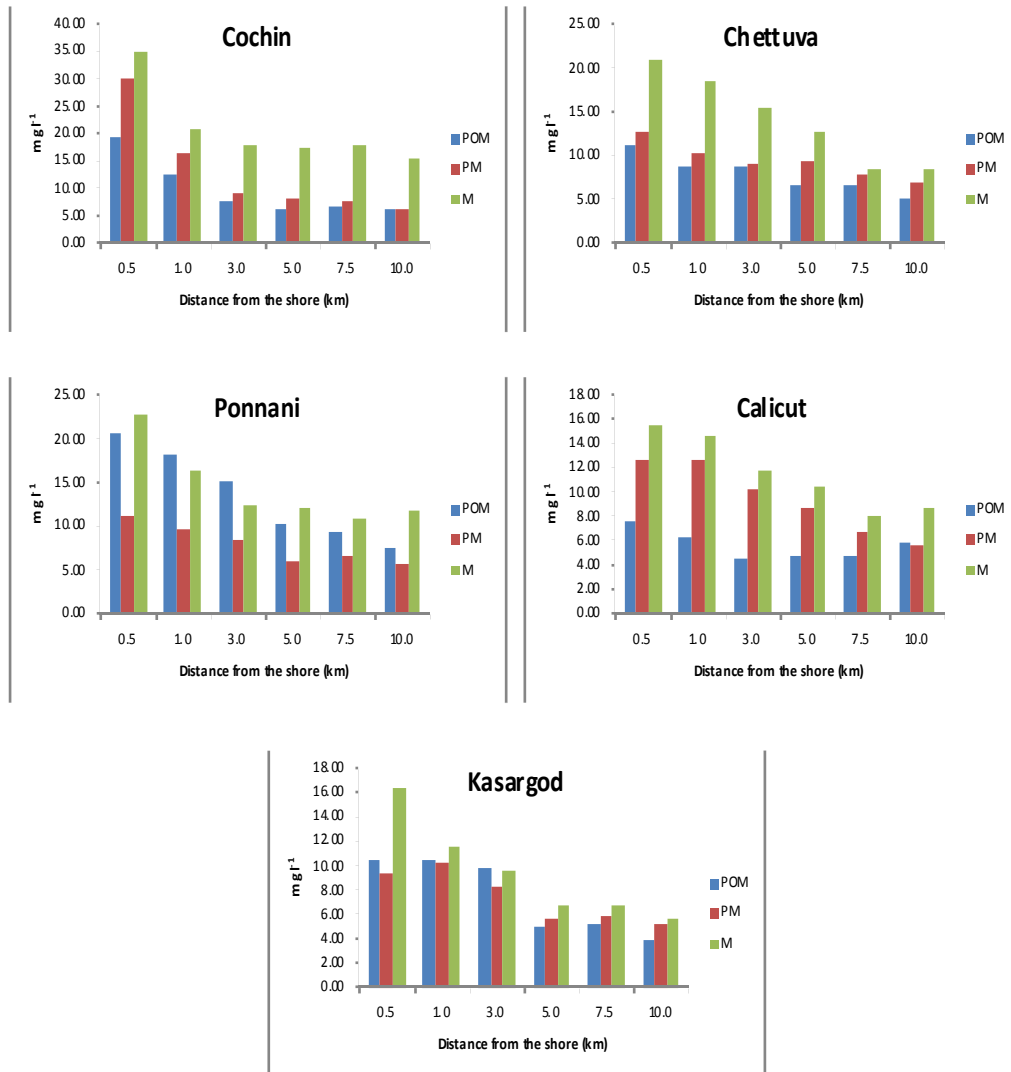 Cochin
40.00
35.00
30.00
25.00
20.00
15.00
10.00
5.00
0.00
m g l-1
0.5 1.0 3.0 5.0 7.5 10.0
Distance from the shore (km)
POM
PM
M
Chettuva
25.00
20.00
15.00
10.00
5.00
0.00
m g l-1
0.5 1.0 3.0 5.0 7.5 10.0
Distance from the shore (km)
POM
PM
M
Ponnani
25.00
20.00
15.00
10.00
5.00
0.00
m g l-1
0.5 1.0 3.0 5.0 7.5 10.0
Distance from the shore (km)
POM
PM
M
Calicut
18.00
16.00
14.00
12.00
10.00
8.00
6.00
4.00
2.00
0.00
m g l-1
0.5 1.0 3.0 5.0 7.5 10.0
Distance from the shore (km)
POM
PM
M
Kasargod
18.00
16.00
14.00
12.00
10.00
8.00
6.00
4.00
2.00
0.00
m g l-1
0.5 1.0 3.0 5.0 7.5 10.0
Distance from the shore (km)
POM
PM
M